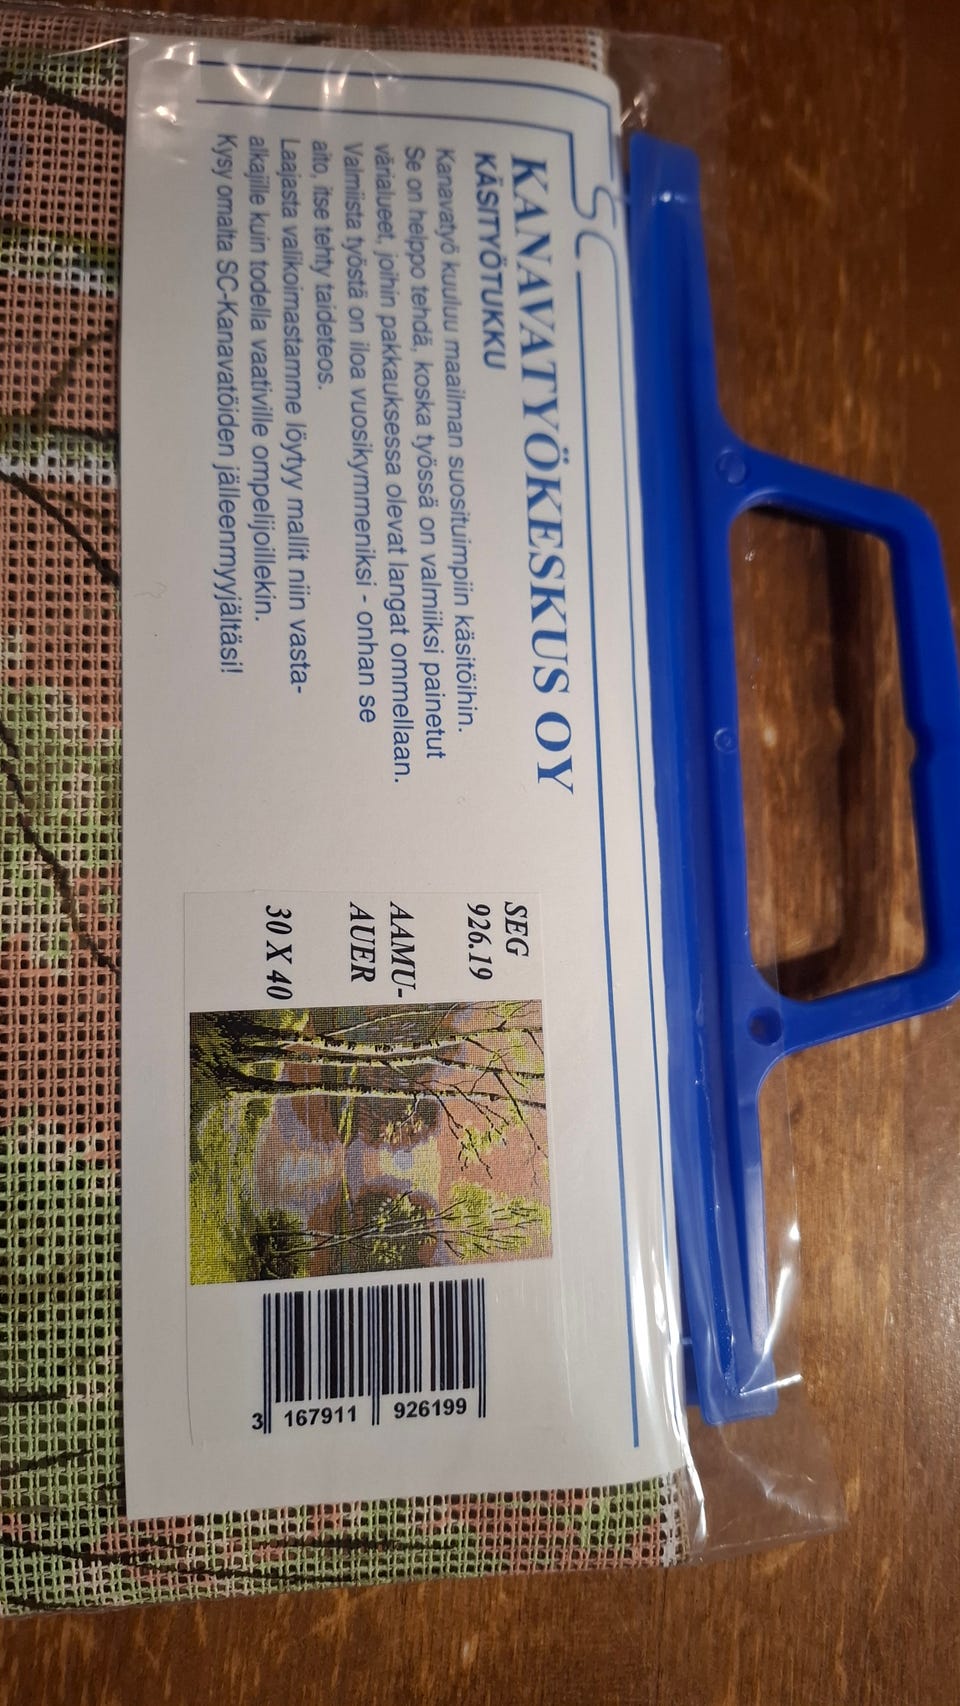 SC
KANAVATYÖKESKUS OY
KÄSITYÖTUKKU
Kanavatyö kuuluu maailman suosituimpiin käsitöihin.
Se on helppo tehdä, koska työssä on valmiiksi painetut
värialueet, joihin pakkauksessa olevat langat ommellaan.
Valmiista työstä on iloa vuosikymmeniksi - onhan se
aito, itse tehty taideteos.
Laajasta valikoimastamme löytyy mallit niin vasta-
alkajille kuin todella vaativille ompelijoillekin.
Kysy omalta SC-Kanavatöiden jälleenmyyjältäsi!
SEG
926.19
AAMU-
AUER
30 X 40
3 167911 926199